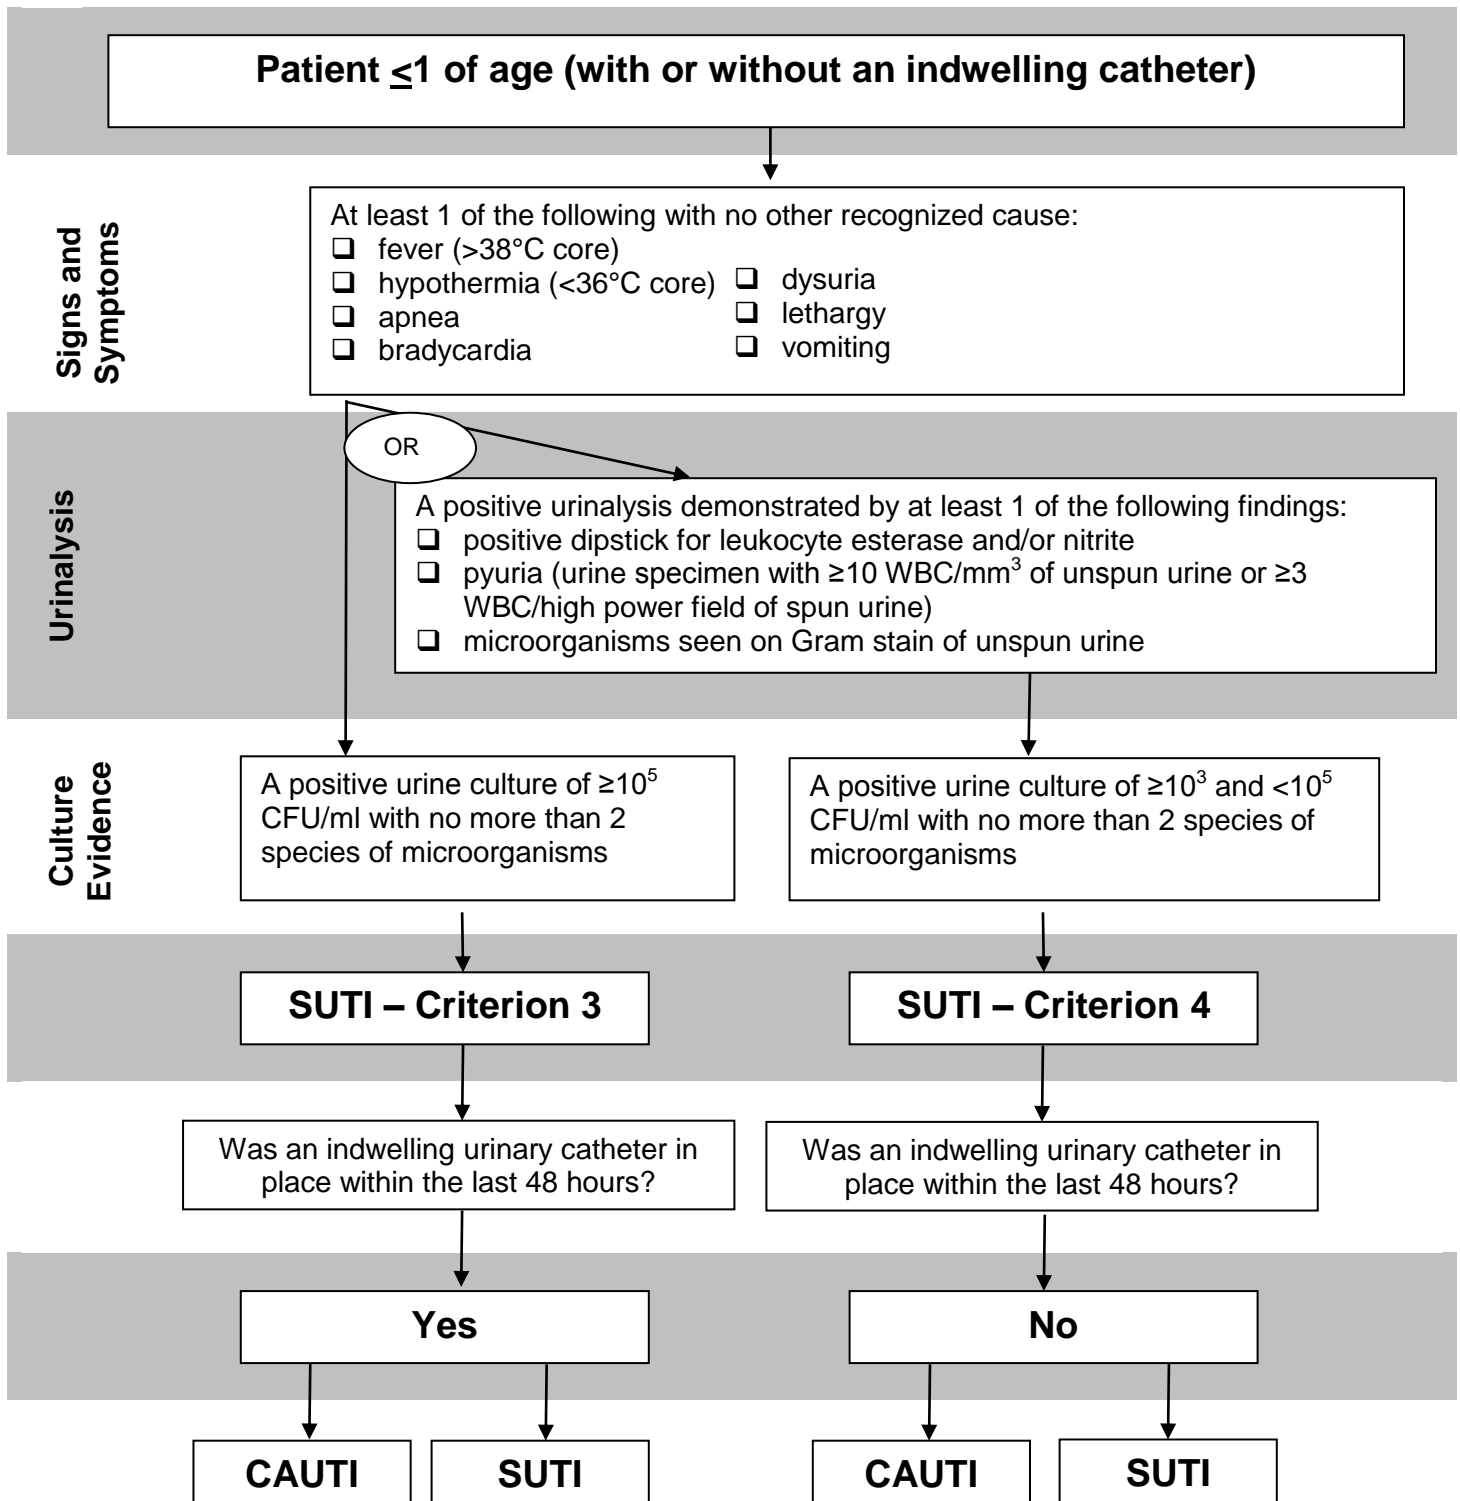 Patient ≤1 of age (with or without an indwelling catheter)
Signs and
Symptoms
At least 1 of the following with no other recognized cause:
❑ fever (>38°C core)
❑ hypothermia (<36°C core)
❑ apnea
❑ bradycardia
❑ dysuria
❑ lethargy
❑ vomiting
OR
Urinalysis
A positive urinalysis demonstrated by at least 1 of the following findings:
❑ positive dipstick for leukocyte esterase and/or nitrite
❑ pyuria (urine specimen with ≥10 WBC/mm³ of unspun urine or ≥3
WBC/high power field of spun urine)
❑ microorganisms seen on Gram stain of unspun urine
Culture
Evidence
A positive urine culture of ≥10⁵
CFU/ml with no more than 2
species of microorganisms
A positive urine culture of ≥10³ and <10⁵
CFU/ml with no more than 2 species of
microorganisms
SUTI – Criterion 3
SUTI – Criterion 4
Was an indwelling urinary catheter in
place within the last 48 hours?
Was an indwelling urinary catheter in
place within the last 48 hours?
Yes
No
CAUTI
SUTI
CAUTI
SUTI